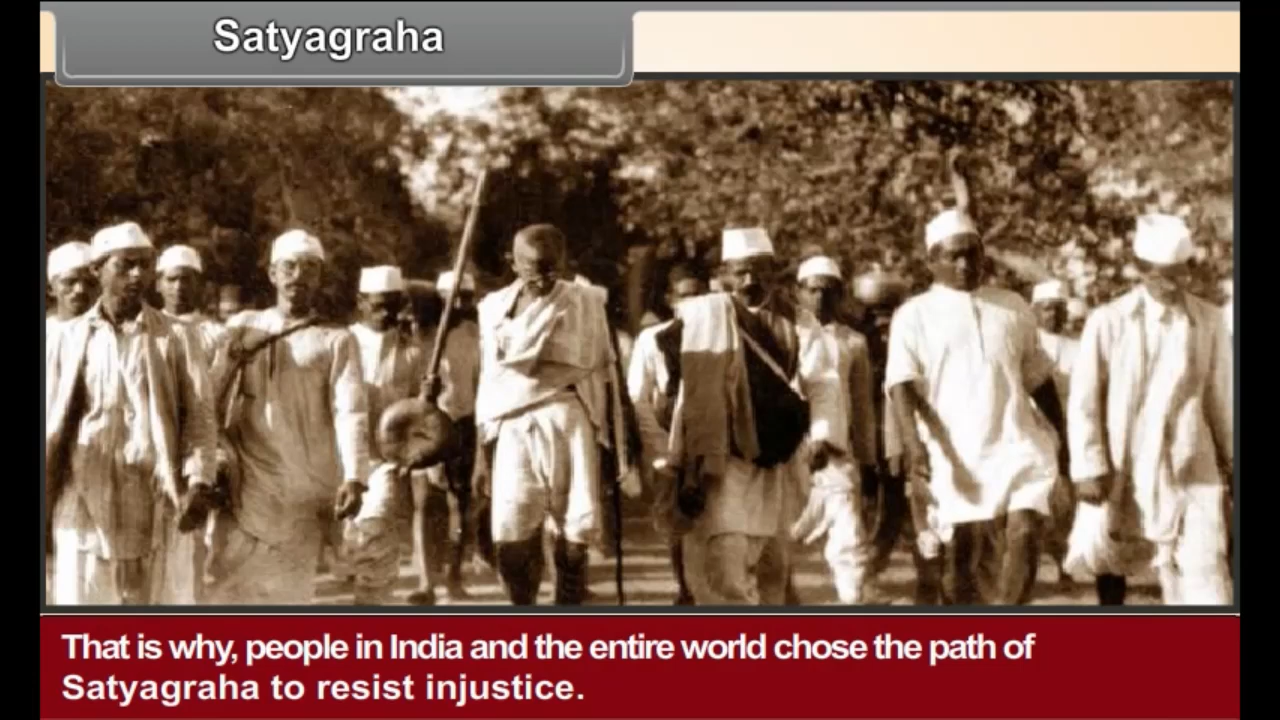 Satyagraha
That is why, people in India and the entire world chose the path of
Satyagraha to resist injustice.